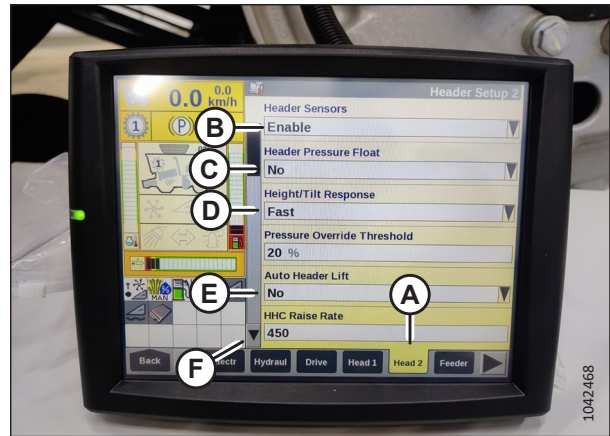 Header Setup 2
0.0 0.0 km/h
1
P
B
Header Sensors
Enable
C
Header Pressure Float
No
D
Height/Tilt Response
Fast
Pressure Override Threshold
20 %
E
Auto Header Lift
No
A
HHC Raise Rate
450
MAN
F
Back
Hydraul
Drive
Head 1
Head 2
Feeder
1042468